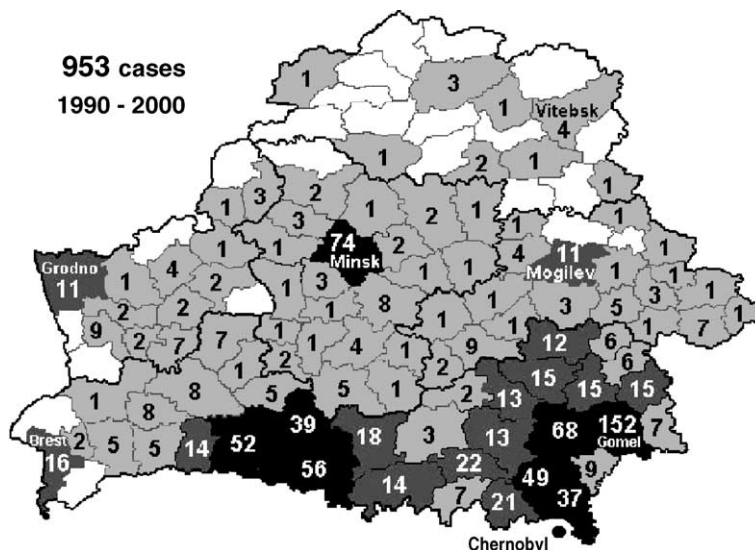 953 cases
1990 - 2000
1 3
1 Vitebsk
4
1 2 1
1 3 2 1 2 1 1
3 1 1
1 1 74 2 4 11 1
Grodno Minsk Mogilev
11 1 4 2 1 3 1 1 1 3 1
2 2 1 8 1 3 5 1
9 2 7 7 1 1 4 1 9 1 12 6 1 7
1 2 2 6
1 8 5 5 1 2 13 15 15 15
8
Brest 2 5 5 14 52 39 18 3 13 68 152 7
16 Gomel
56 14 22 49 9
7 21 37
Chernobyl